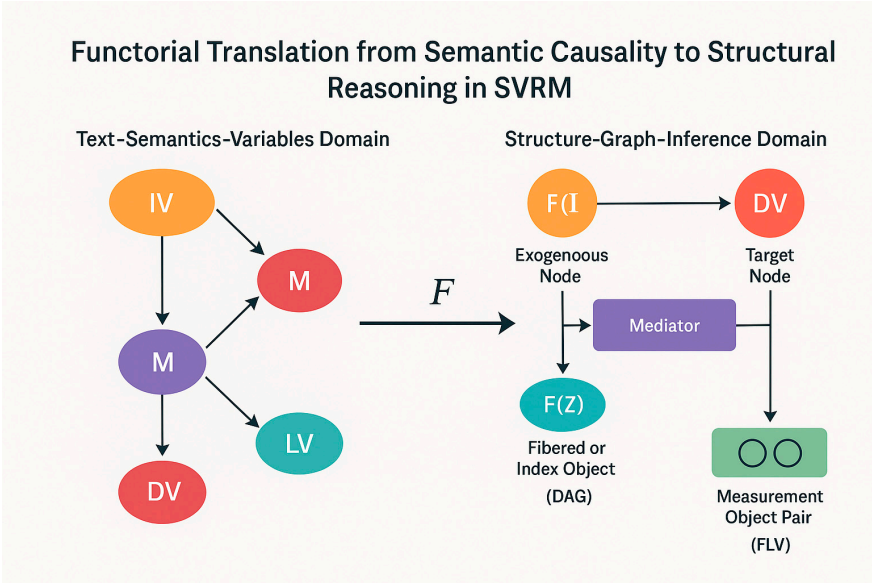 Functorial Translation from Semantic Causality to Structural
Reasoning in SVRM
Text-Semantics-Variables Domain
IV
M
M
LV
DV
F
Structure-Graph-Inference Domain
F(I
DV
Exogenoous
Node
Target
Node
Mediator
F(Z)
Fibered or
Index Object
(DAG)
Measurement
Object Pair
(FLV)